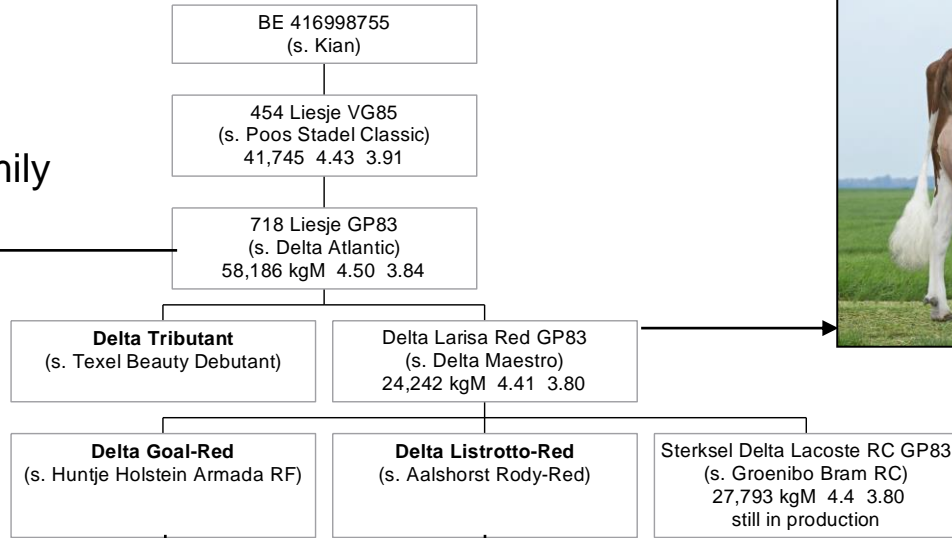 BE 416998755
(s. Kian)
454 Liesje VG85
(s. Poos Stadel Classic)
41,745 4.43 3.91
718 Liesje GP83
(s. Delta Atlantic)
58,186 kgM 4.50 3.84
Delta Tributant
(s. Texel Beauty Debutant)
Delta Larisa Red GP83
(s. Delta Maestro)
24,242 kgM 4.41 3.80
Delta Goal-Red
(s. Huntje Holstein Armada RF)
Delta Listrotto-Red
(s. Aalshorst Rody-Red)
Sterksel Delta Lacoste RC GP83
(s. Groenibo Bram RC)
27,793 kgM 4.4 3.80
still in production